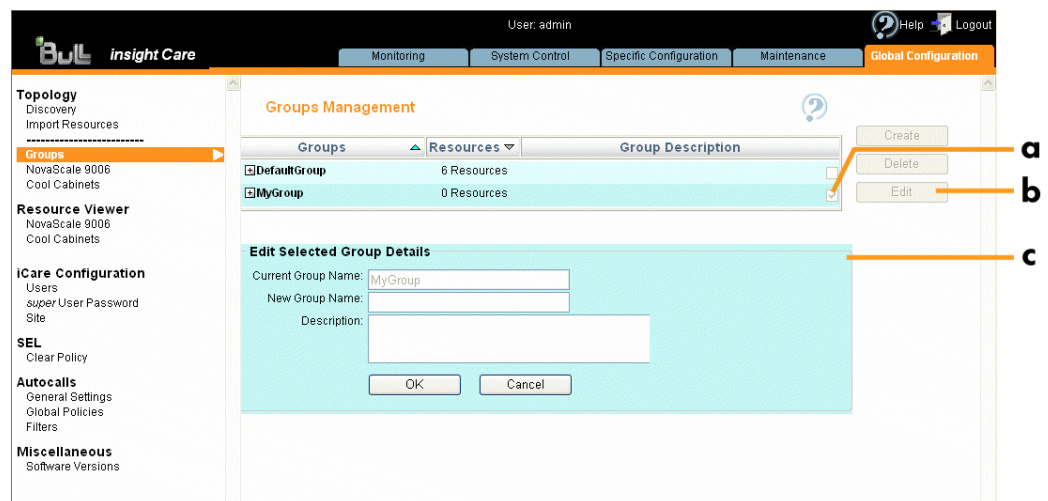 User: admin
Help Logout
Bull insight Care
Monitoring System Control Specific Configuration Maintenance Global Configuration
Topology
Discovery
Import Resources
------------------------
Groups
NovaScale 9006
Cool Cabinets
Resource Viewer
NovaScale 9006
Cool Cabinets
iCare Configuration
Users
super User Password
Site
SEL
Clear Policy
Autocalls
General Settings
Global Policies
Filters
Miscellaneous
Software Versions
Groups Management
Groups Resources Group Description
DefaultGroup 6 Resources
MyGroup 0 Resources
Create
Delete
Edit
a
b
c
Edit Selected Group Details
Current Group Name: MyGroup
New Group Name:
Description:
OK Cancel